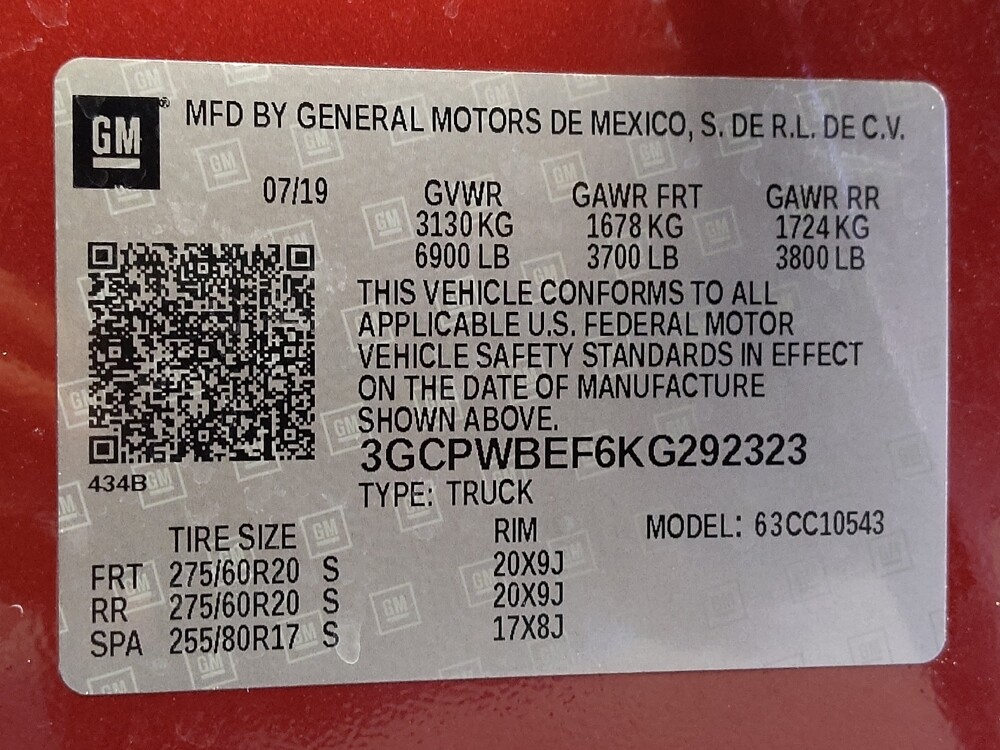 GM® MFD BY GENERAL MOTORS DE MEXICO, S. DE R.L. DE C.V.
07/19 GVWR GAWR FRT GAWR RR
3130 KG 1678 KG 1724 KG
6900 LB 3700 LB 3800 LB
THIS VEHICLE CONFORMS TO ALL
APPLICABLE U.S. FEDERAL MOTOR
VEHICLE SAFETY STANDARDS IN EFFECT
ON THE DATE OF MANUFACTURE
SHOWN ABOVE.
3GCPWBEF6KG292323
434B TYPE: TRUCK
TIRE SIZE RIM MODEL: 63CC10543
FRT 275/60R20 S 20X9J
RR 275/60R20 S 20X9J
SPA 255/80R17 S 17X8J